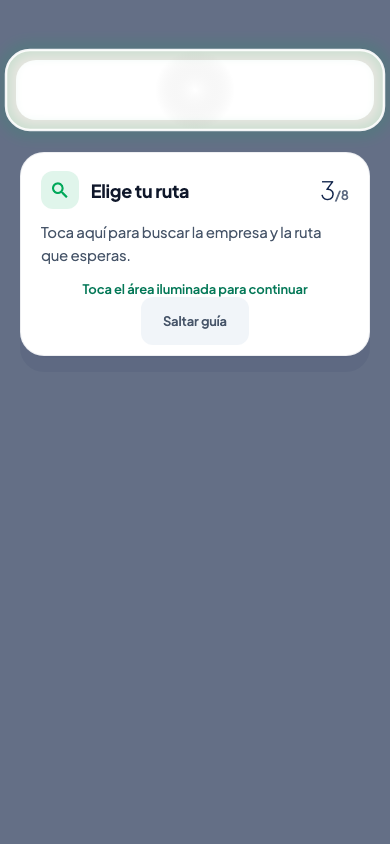 Elige tu ruta
3/8
Toca aquí para buscar la empresa y la ruta
que esperas.
Toca el área iluminada para continuar
Saltar guía